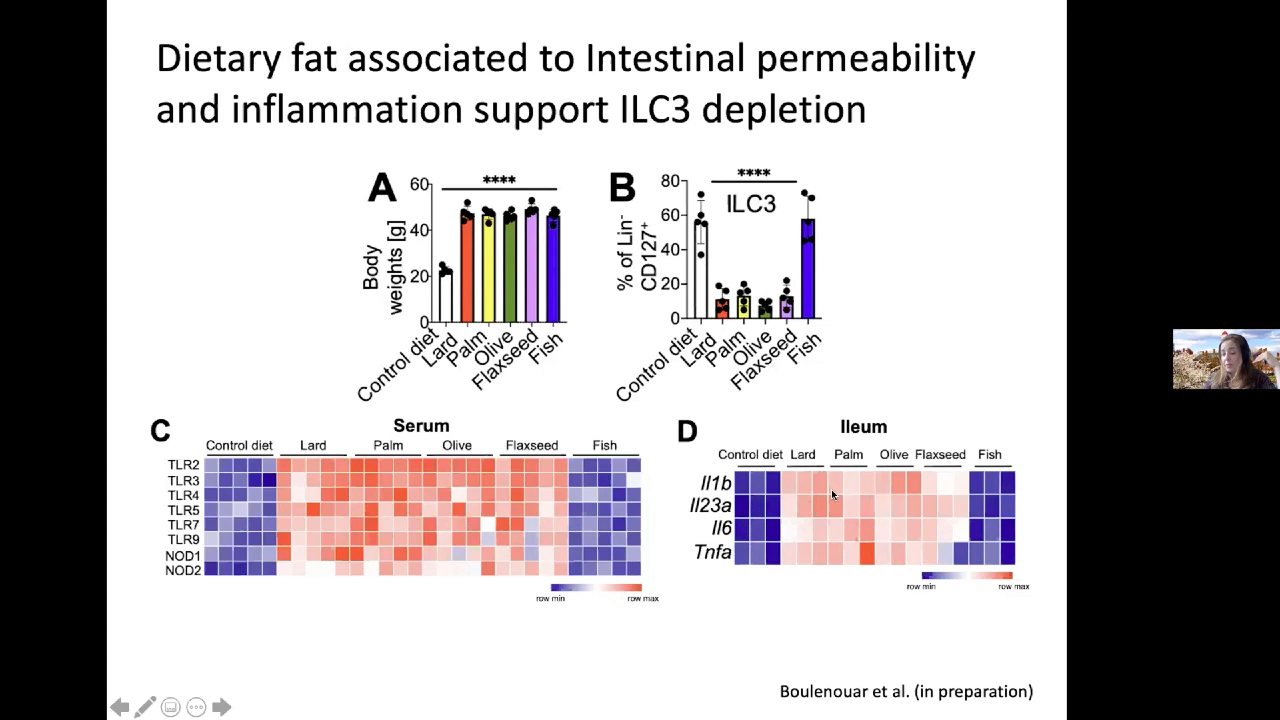 Dietary fat associated to Intestinal permeability
and inflammation support ILC3 depletion
A
****
60
40
20
0
Body
weights [g]
Control diet
Lard
Palm
Olive
Flaxseed
Fish
B
****
ILC3
80
60
40
20
0
% of Lin-
CD127+
Control diet
Lard
Palm
Olive
Flaxseed
Fish
C
Serum
Control diet Lard Palm Olive Flaxseed Fish
TLR2
TLR3
TLR4
TLR5
TLR7
TLR9
NOD1
NOD2
row min row max
D
Ileum
Control diet Lard Palm Olive Flaxseed Fish
Il1b
Il23a
Il6
Tnfa
row min row max
Boulenouar et al. (in preparation)